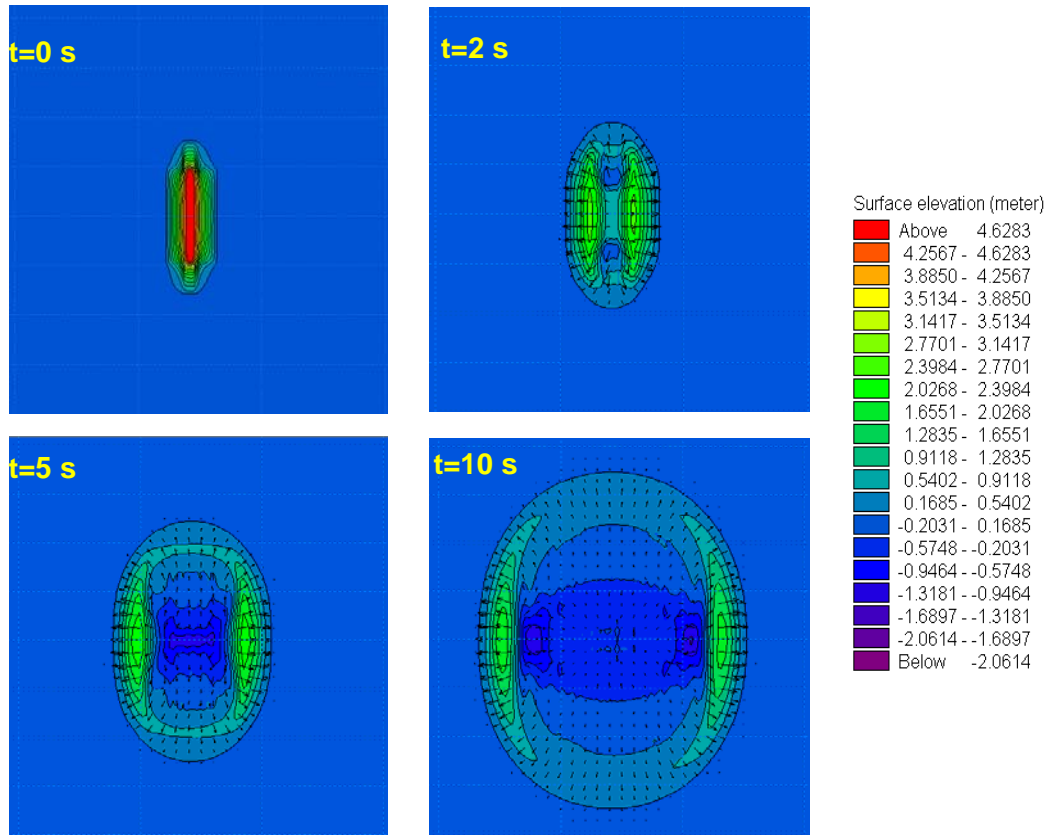 t=0 s
t=2 s
t=5 s
t=10 s
Surface elevation (meter)
Above 4.6283
4.2567 - 4.6283
3.8850 - 4.2567
3.5134 - 3.8850
3.1417 - 3.5134
2.7701 - 3.1417
2.3984 - 2.7701
2.0268 - 2.3984
1.6551 - 2.0268
1.2835 - 1.6551
0.9118 - 1.2835
0.5402 - 0.9118
0.1685 - 0.5402
-0.2031 - 0.1685
-0.5748 - -0.2031
-0.9464 - -0.5748
-1.3181 - -0.9464
-1.6897 - -1.3181
-2.0614 - -1.6897
Below -2.0614